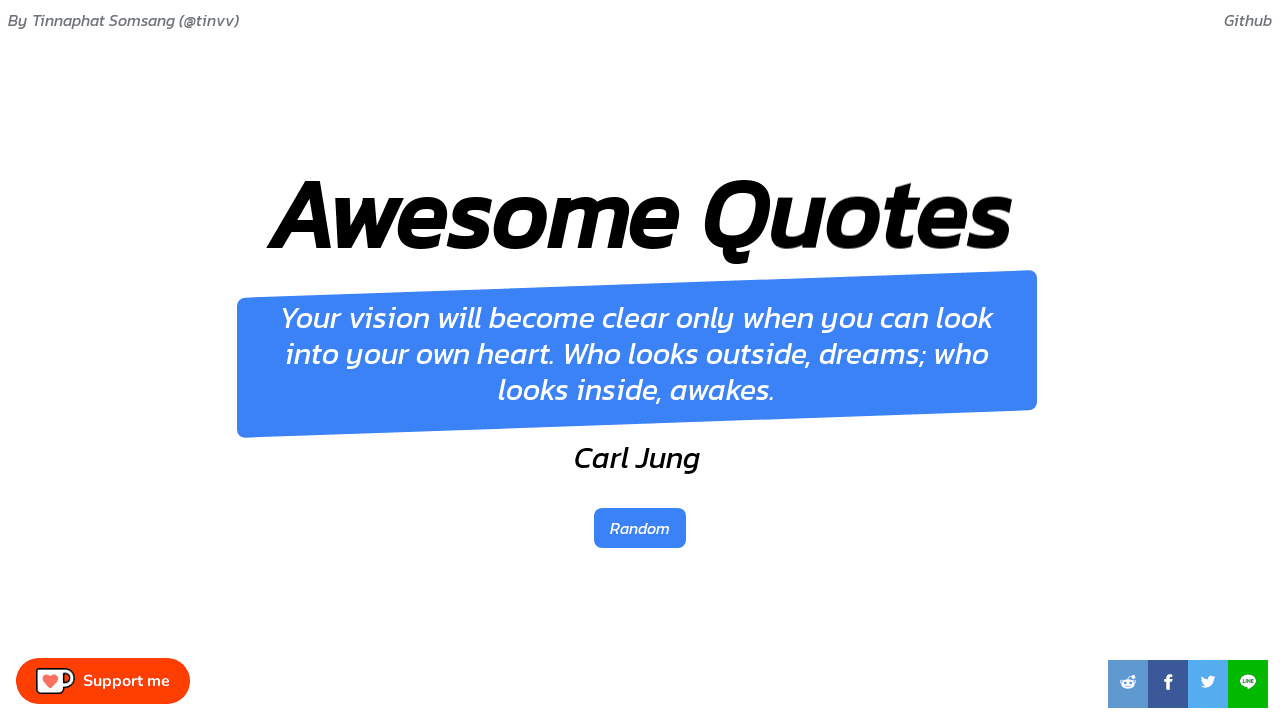 By Tinnaphat Somsang (@tinvv)
Github
Awesome Quotes
Your vision will become clear only when you can look
into your own heart. Who looks outside, dreams; who
looks inside, awakes.
Carl Jung
Random
Support me
LINE